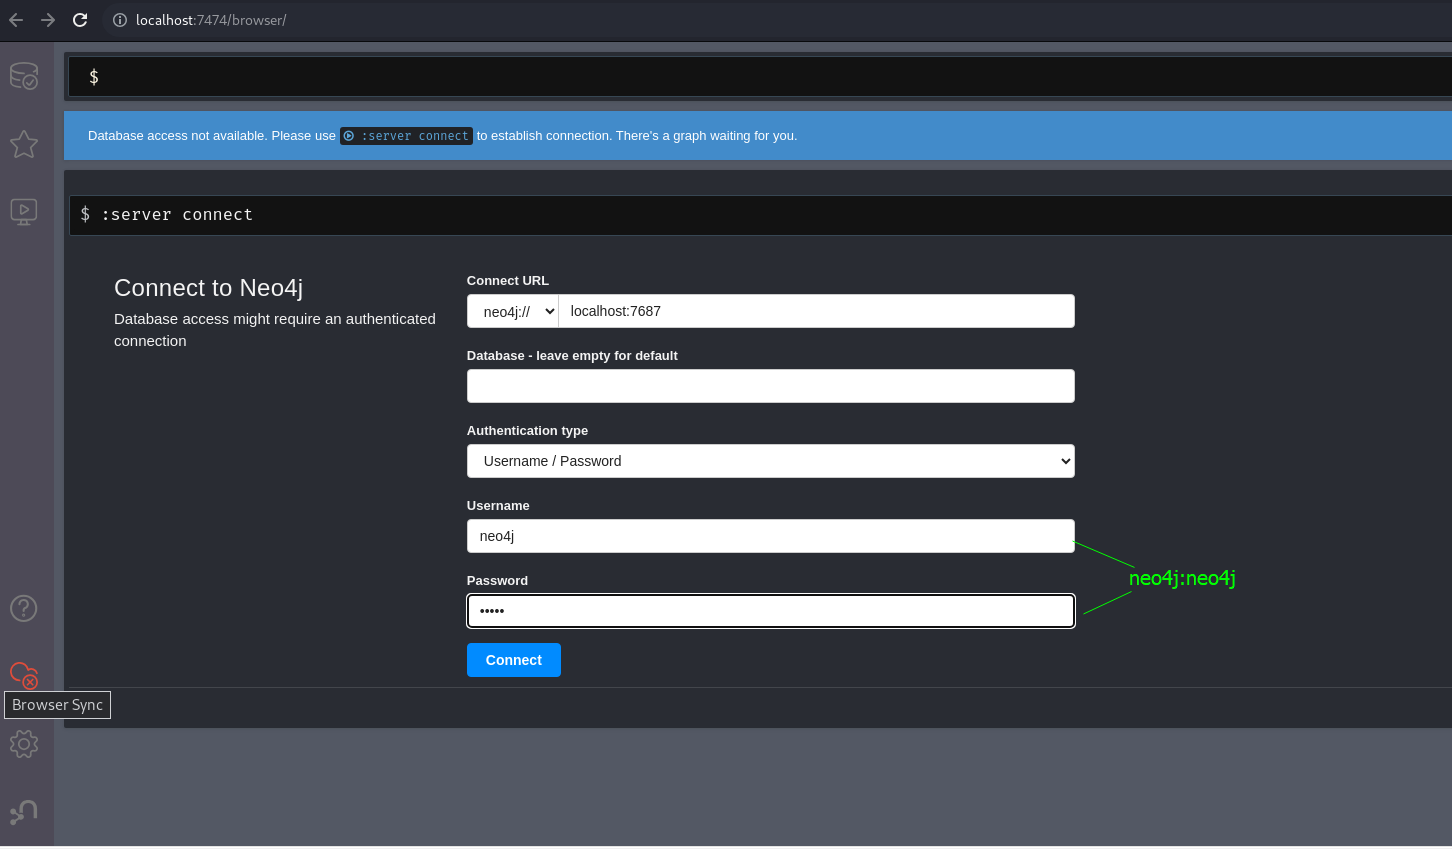 localhost:7474/browser/
$
Database access not available. Please use :server connect to establish connection. There's a graph waiting for you.
$ :server connect
Connect to Neo4j
Database access might require an authenticated
connection
Connect URL
neo4j:// localhost:7687
Database - leave empty for default
Authentication type
Username / Password
Username
neo4j
neo4j:neo4j
Password
•••••
Connect
Browser Sync